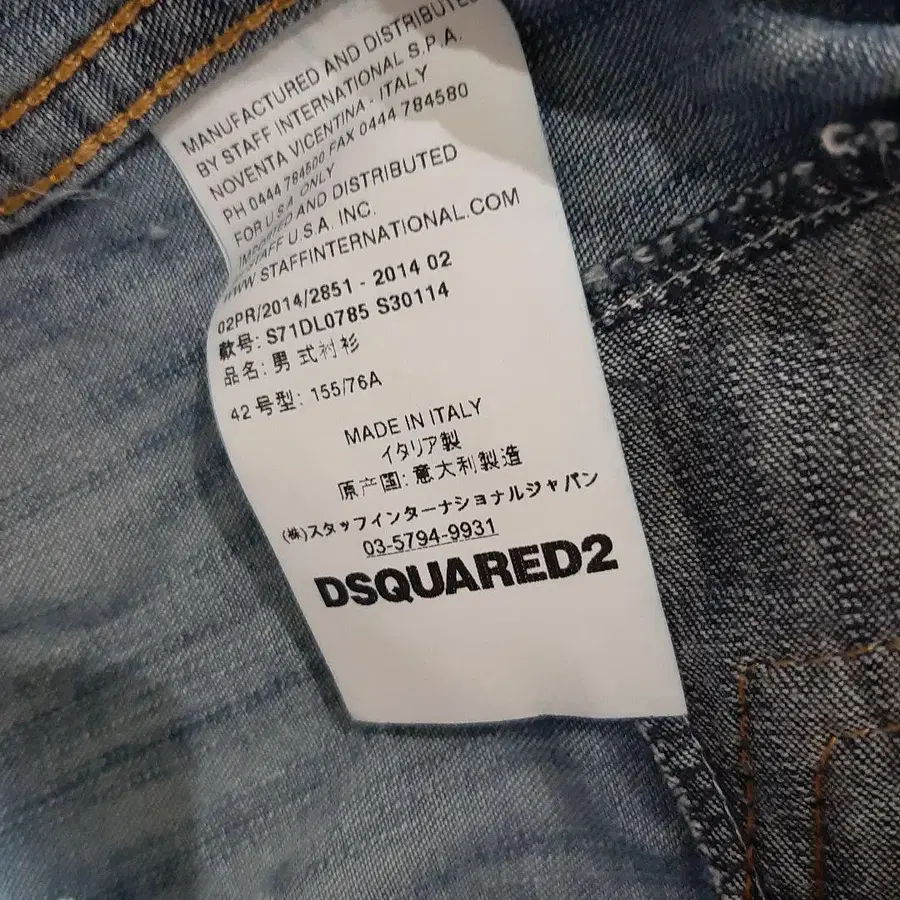 MANUFACTURED AND DISTRIBUTED
BY STAFF INTERNATIONAL S.P.A.
NOVENTA VICENTINA - ITALY
PH 0444 784500 FAX 0444 784580
FOR U.S.A. ONLY
IMPORTED AND DISTRIBUTED
STAFF U.S.A. INC.
WWW.STAFFINTERNATIONAL.COM
02PR/2014/2851 - 2014 02
款号: S71DL0785 S30114
品名: 男式衬衫
42 号型: 155/76A
MADE IN ITALY
イタリア製
原产国: 意大利製造
(株)スタッフインターナショナルジャパン
03-5794-9931
DSQUARED2